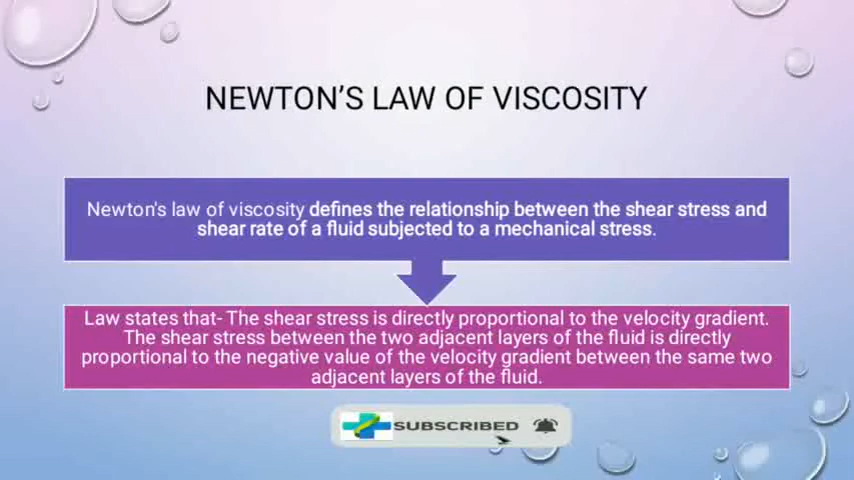 NEWTON’S LAW OF VISCOSITY
Newton's law of viscosity defines the relationship between the shear stress and
shear rate of a fluid subjected to a mechanical stress.
Law states that- The shear stress is directly proportional to the velocity gradient.
The shear stress between the two adjacent layers of the fluid is directly
proportional to the negative value of the velocity gradient between the same two
adjacent layers of the fluid.
SUBSCRIBED